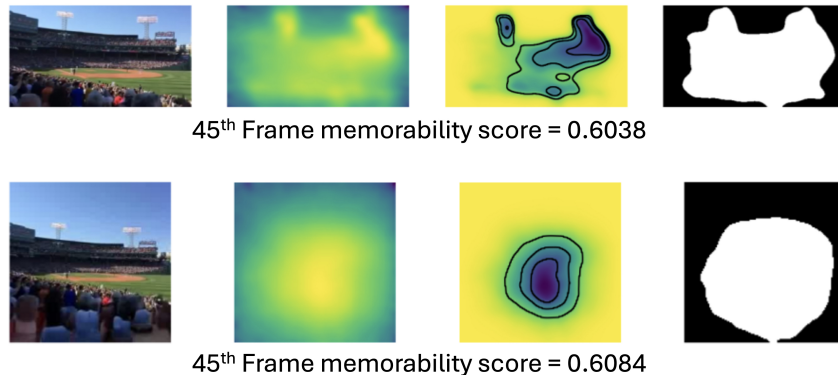 45th Frame memorability score = 0.6038
45th Frame memorability score = 0.6084